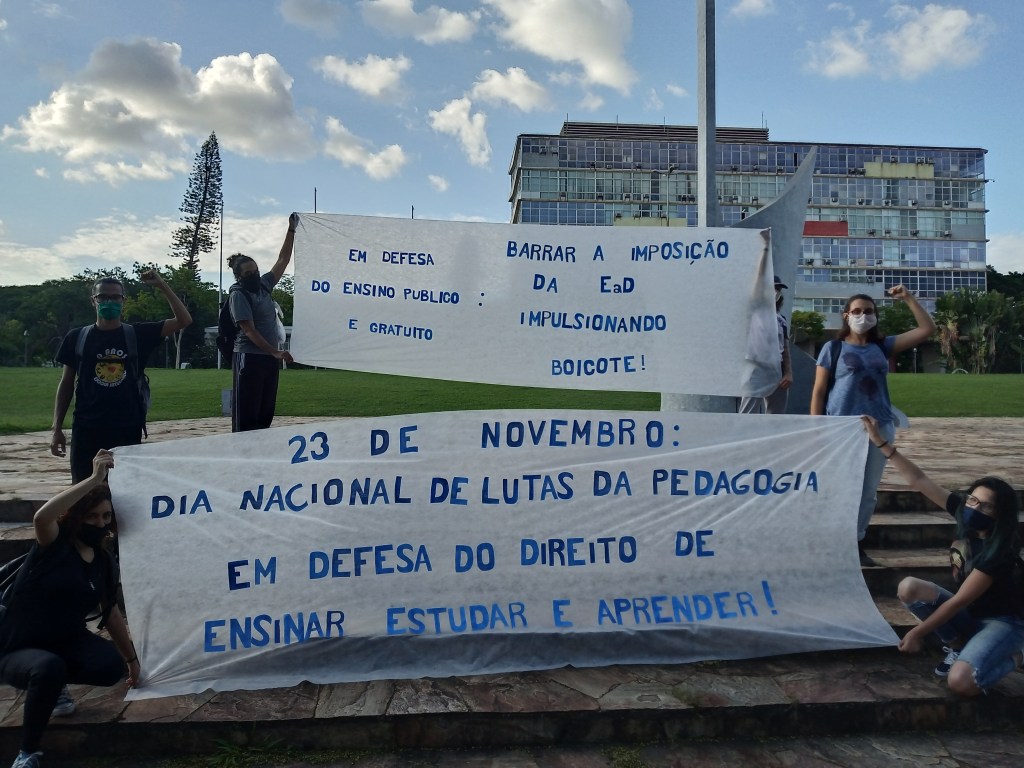 EM DEFESA
DO ENSINO PUBLICO :
E GRATUITO
BARRAR A IMPOSIÇÃO
DA EaD
IMPULSIONANDO
BOICOTE!
23 DE NOVEMBRO:
DIA NACIONAL DE LUTAS DA PEDAGOGIA
EM DEFESA DO DIREITO DE
ENSINAR ESTUDAR E APRENDER!